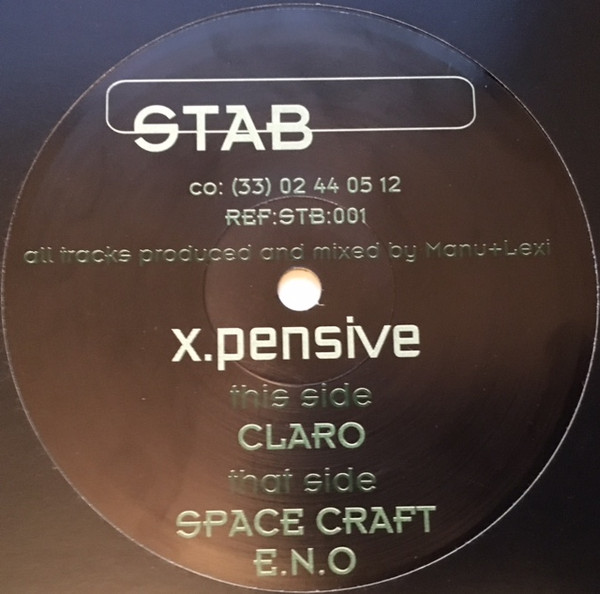 STAB
co: (33) 02 44 05 12
REF:STB:001
all tracks produced and mixed by Manu+Lexi
x.pensive
this side
CLARO
that side
SPACE CRAFT
E.N.O